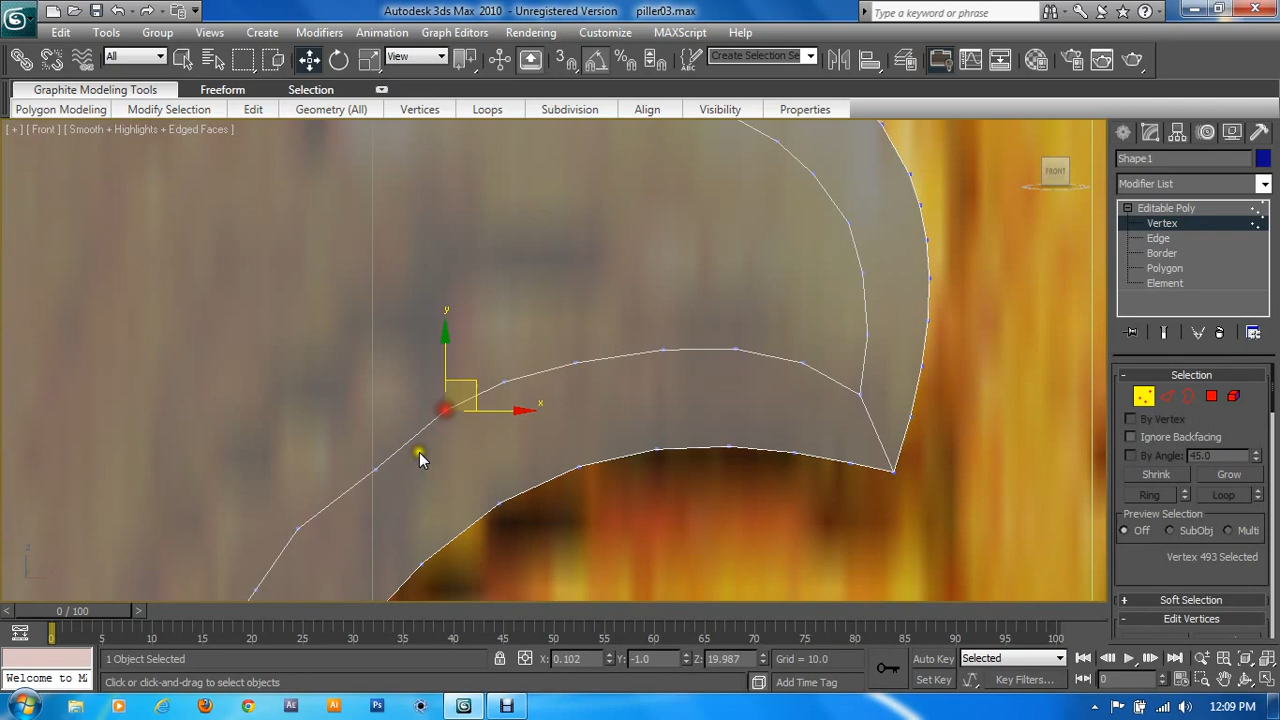 Autodesk 3ds Max 2010 - Unregistered Version piller03.max
Type a keyword or phrase
Edit Tools Group Views Create Modifiers Animation Graph Editors Rendering Customize MAXScript Help
All View 3 Create Selection Se
Graphite Modeling Tools Freeform Selection
Polygon Modeling Modify Selection Edit Geometry (All) Vertices Loops Subdivision Align Visibility Properties
[ + ] [ Front ] [ Smooth + Highlights + Edged Faces ]
FRONT
Shape1
Modifier List
Editable Poly
Vertex
Edge
Border
Polygon
Element
y
x
z
Selection
By Vertex
Ignore Backfacing
By Angle: 45.0
Shrink Grow
Ring Loop
Preview Selection
Off SubObj Multi
Vertex 493 Selected
Soft Selection
Edit Vertices
0 / 100
0 5 10 15 20 25 30 35 40 45 50 55 60 65 70 75 80 85 90 95 100
1 Object Selected X: 0.102 Y: -1.0 Z: 19.987 Grid = 10.0 Auto Key Selected
Welcome to M Click or click-and-drag to select objects Add Time Tag Set Key Key Filters... 0
Ae Ai Ps 12:09 PM